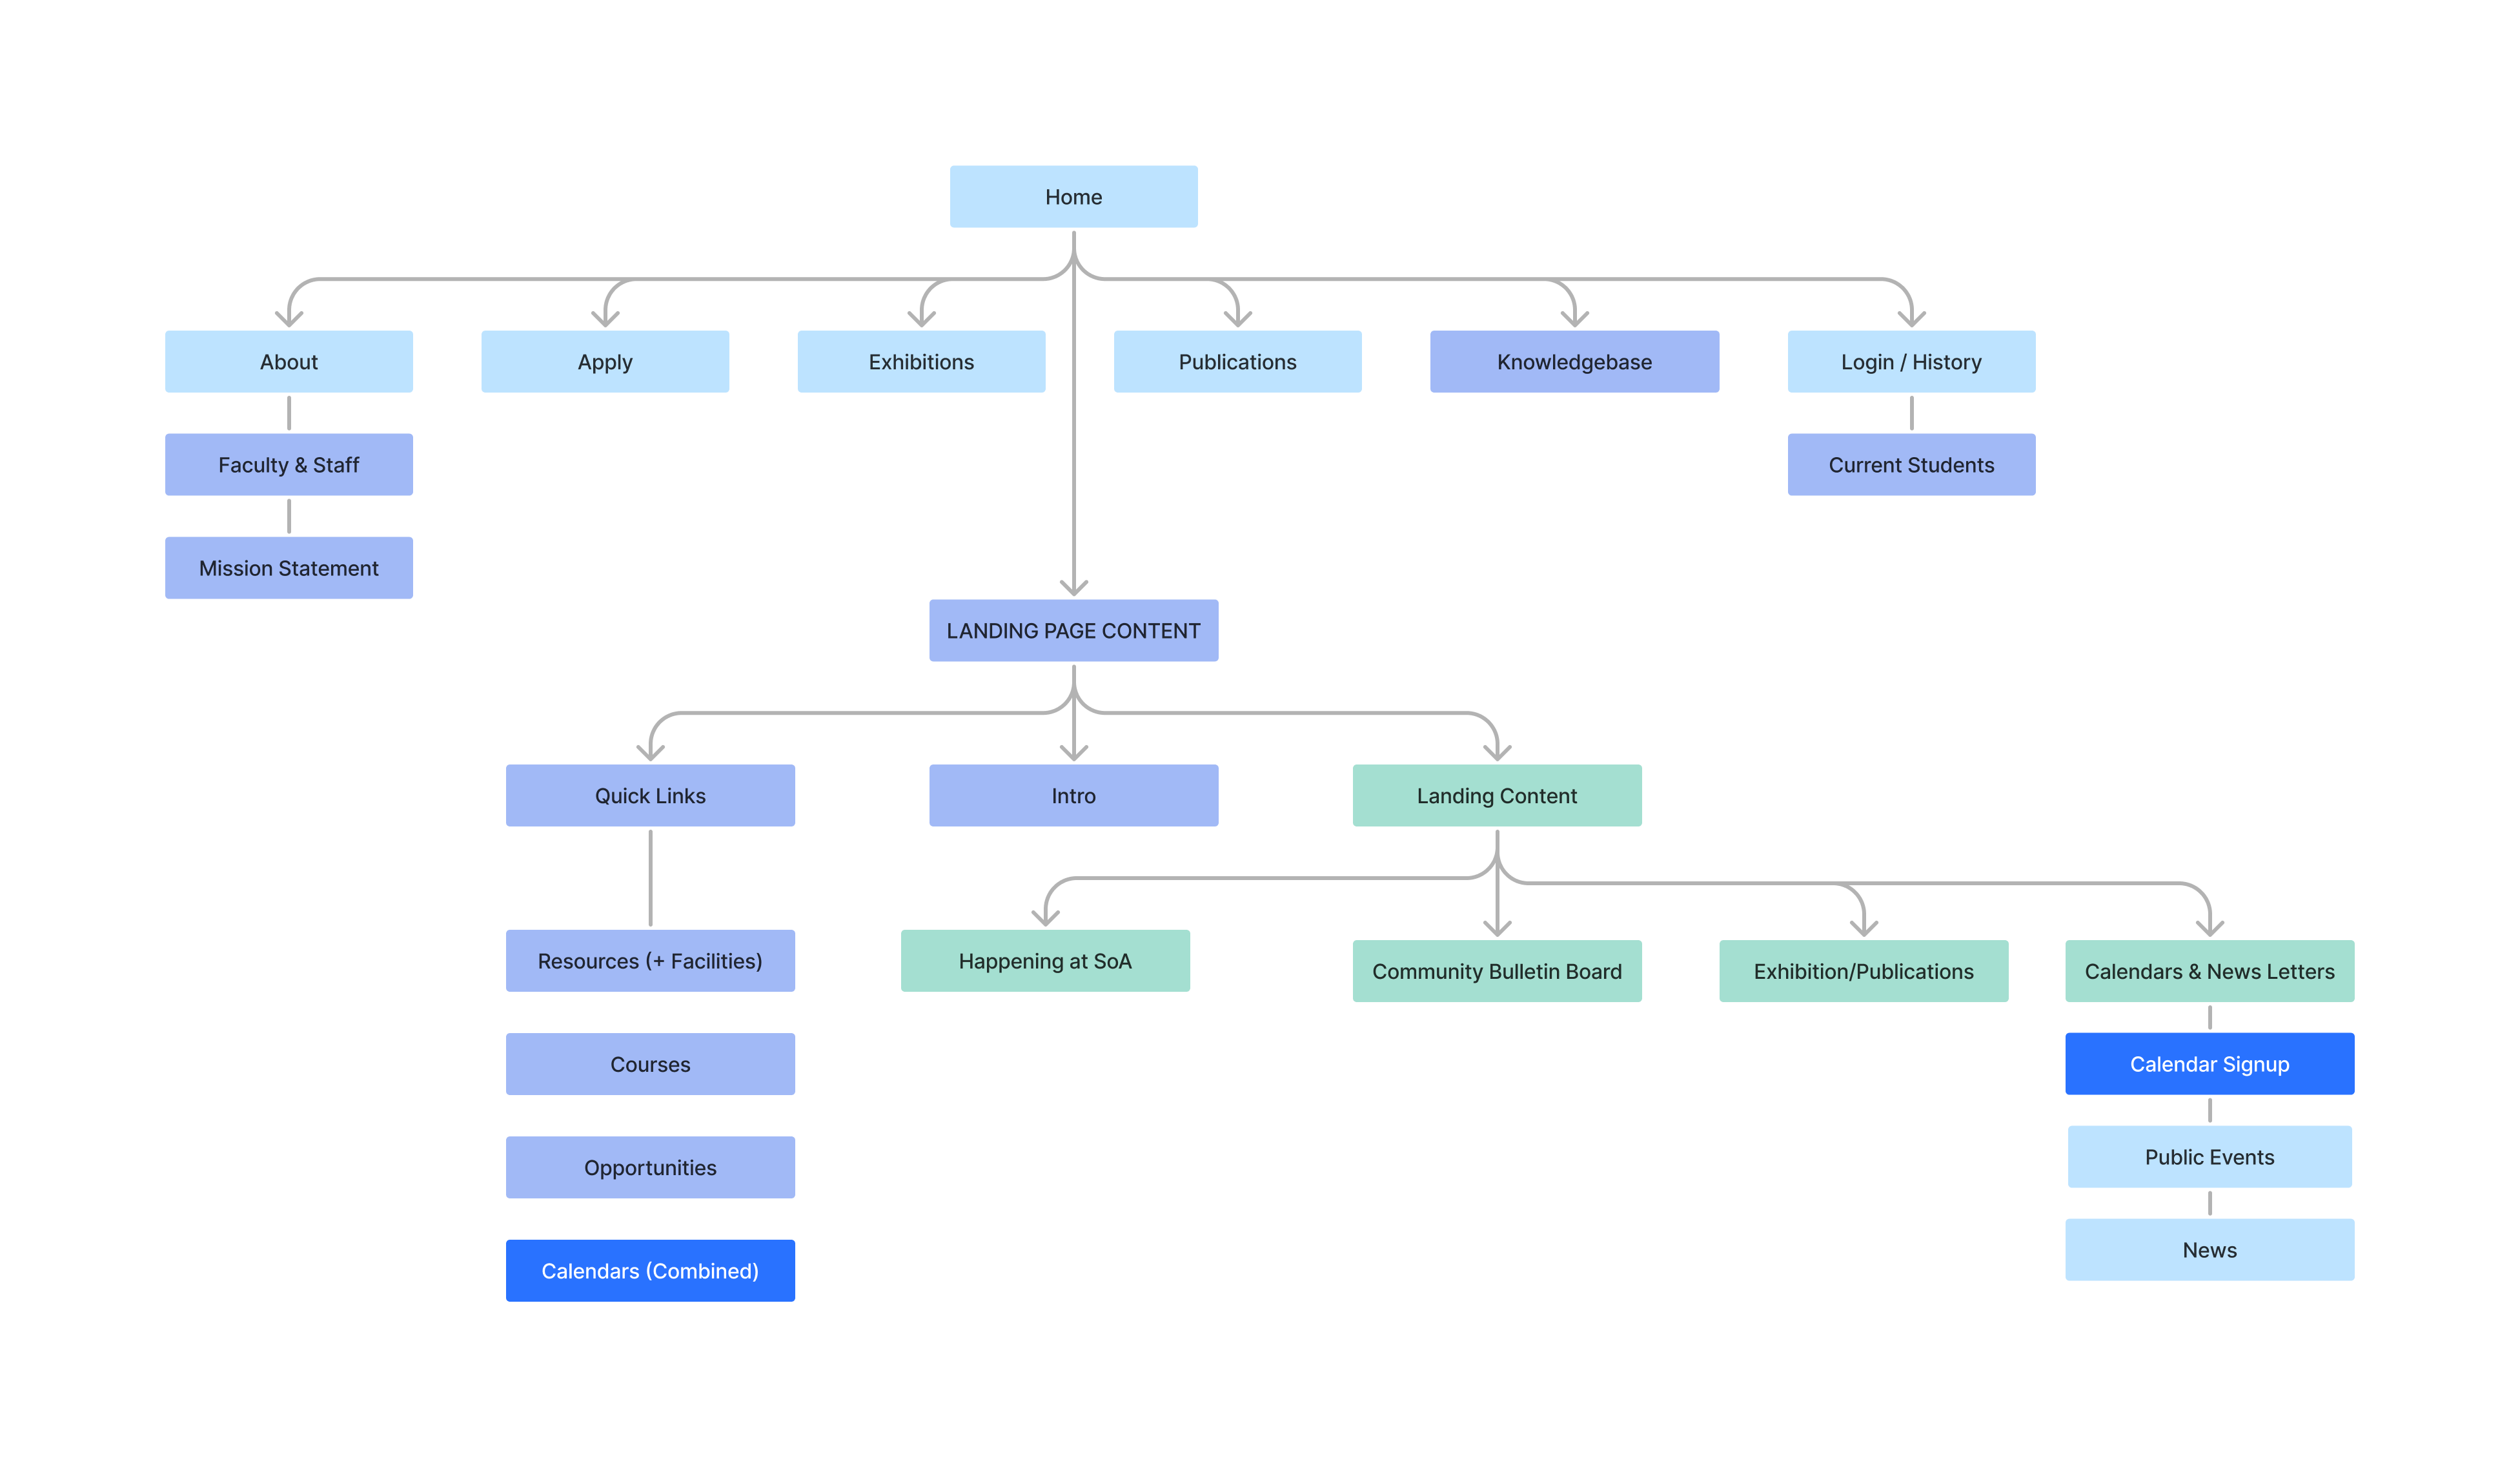 Home
About
Apply
Exhibitions
Publications
Knowledgebase
Login / History
Faculty & Staff
Current Students
Mission Statement
LANDING PAGE CONTENT
Quick Links
Intro
Landing Content
Resources (+ Facilities)
Happening at SoA
Community Bulletin Board
Exhibition/Publications
Calendars & News Letters
Courses
Calendar Signup
Opportunities
Public Events
Calendars (Combined)
News